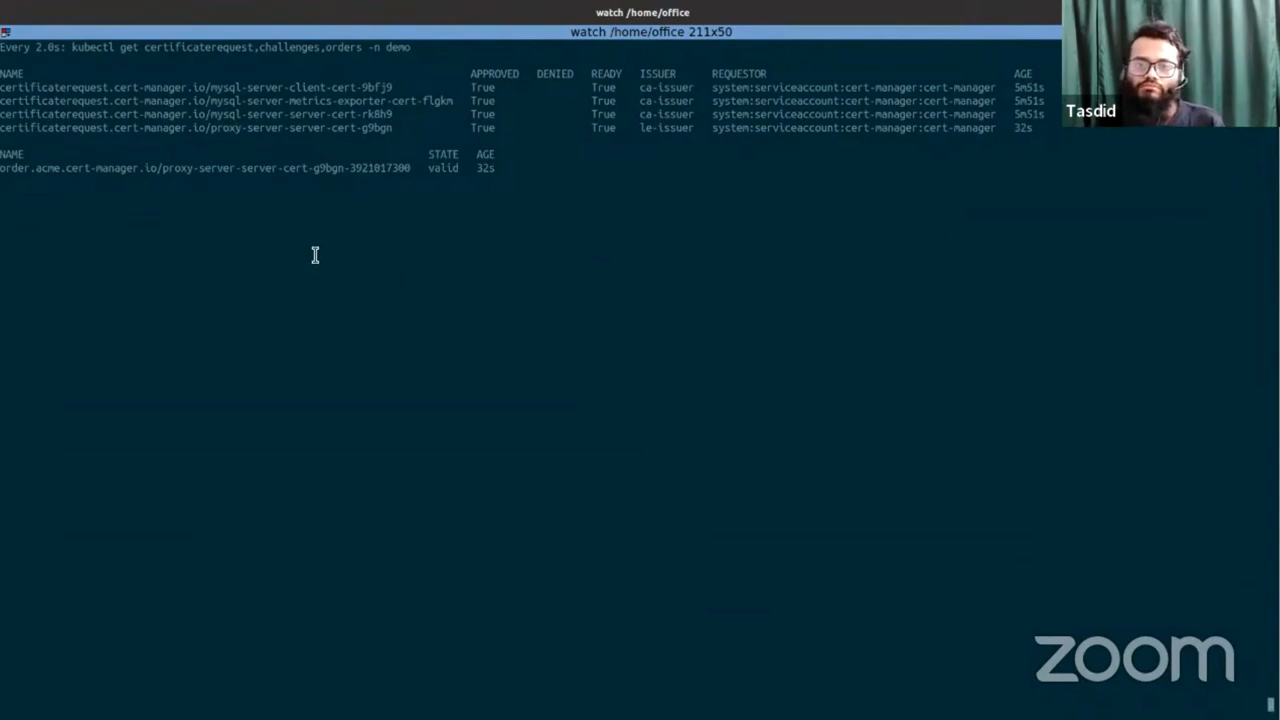 watch /home/office
watch /home/office 211x50
Every 2.0s: kubectl get certificaterequest,challenges,orders -n demo
NAME APPROVED DENIED READY ISSUER REQUESTOR AGE
certificaterequest.cert-manager.io/mysql-server-client-cert-9bfj9 True True ca-issuer system:serviceaccount:cert-manager:cert-manager 5m51s
certificaterequest.cert-manager.io/mysql-server-metrics-exporter-cert-flgkm True True ca-issuer system:serviceaccount:cert-manager:cert-manager 5m51s
certificaterequest.cert-manager.io/mysql-server-server-cert-rk8h9 True True ca-issuer system:serviceaccount:cert-manager:cert-manager 5m51s
certificaterequest.cert-manager.io/proxy-server-server-cert-g9bgn True True le-issuer system:serviceaccount:cert-manager:cert-manager 32s
NAME STATE AGE
order.acme.cert-manager.io/proxy-server-server-cert-g9bgn-3921017300 valid 32s
Tasdid
zoom